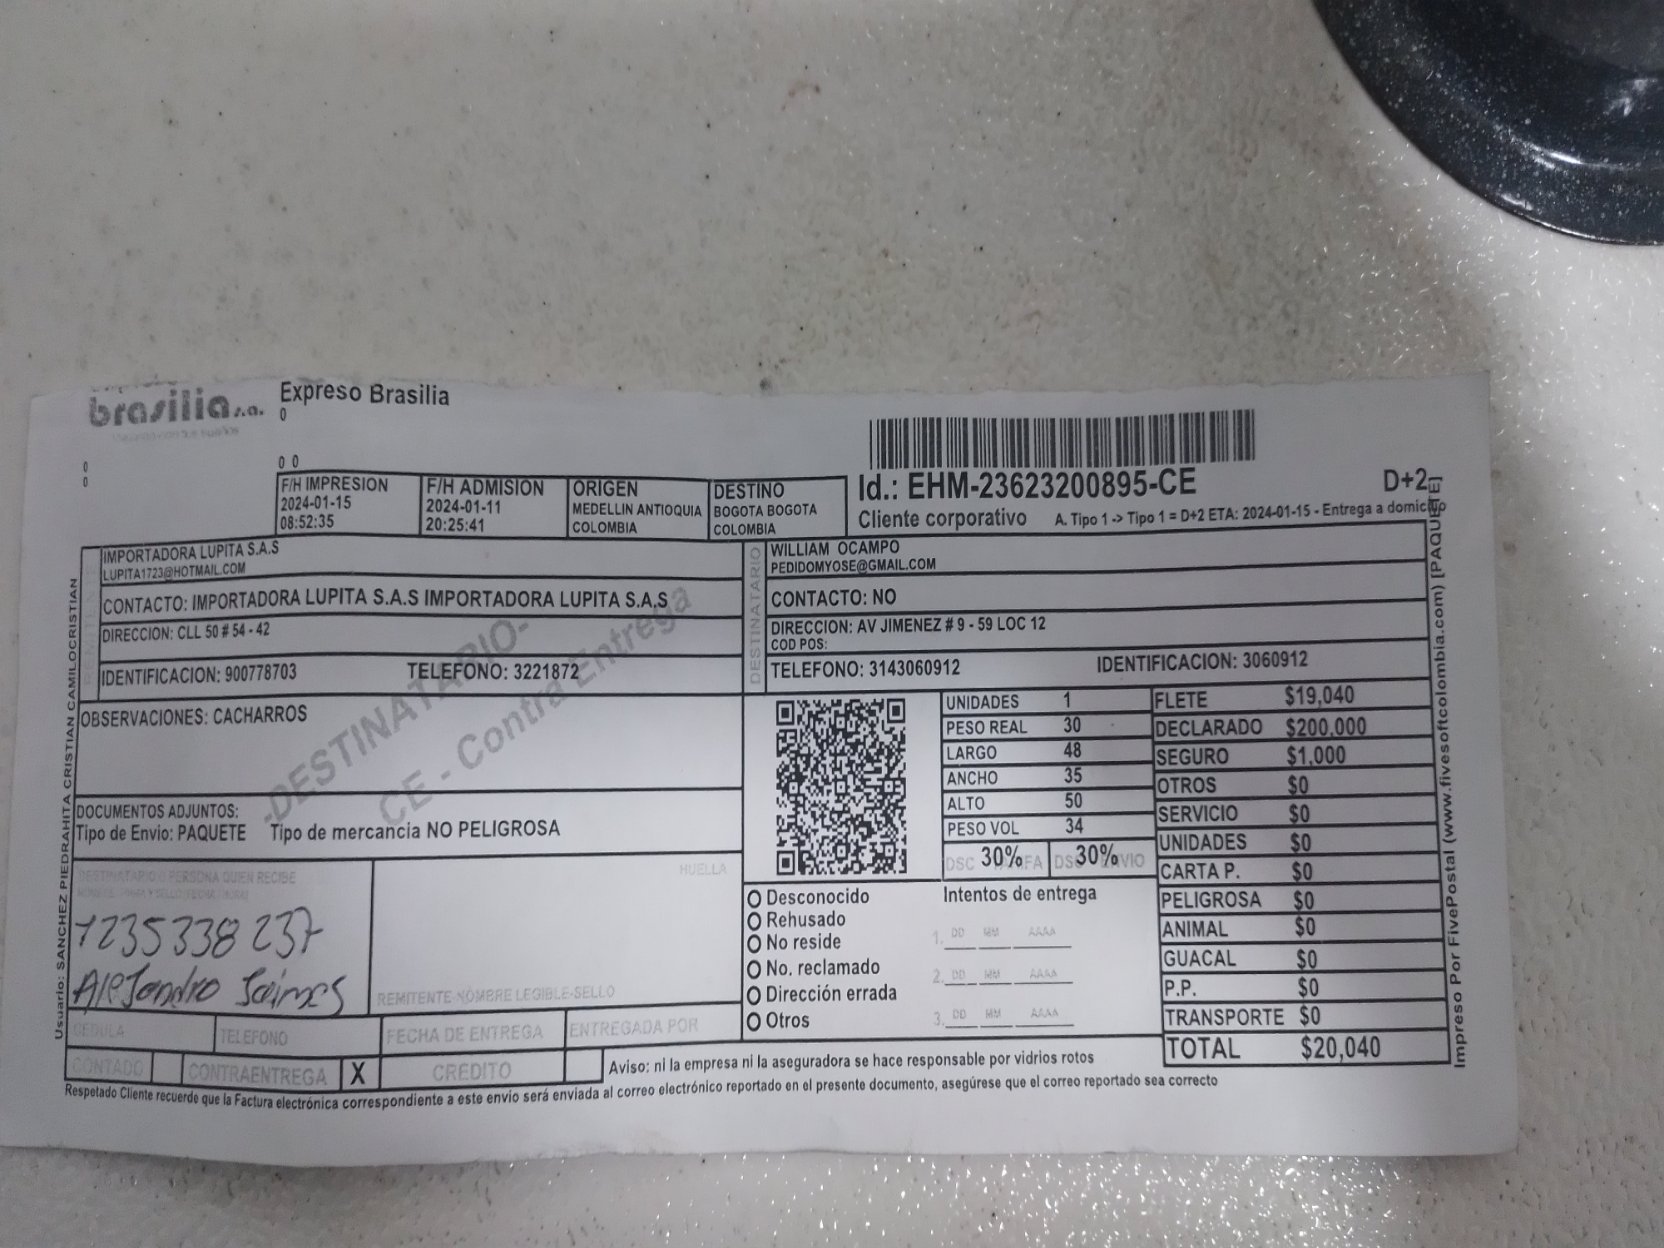 brasilia s.a.
Expreso Brasilia
0
0 0
0
0
F/H IMPRESION
2024-01-15
08:52:35
F/H ADMISION
2024-01-11
20:25:41
ORIGEN
MEDELLIN ANTIOQUIA
COLOMBIA
DESTINO
BOGOTA BOGOTA
COLOMBIA
Id.: EHM-23623200895-CE
D+2
Cliente corporativo A. Tipo 1 -> Tipo 1 = D+2 ETA: 2024-01-15 - Entrega a domicilio
IMPORTADORA LUPITA S.A.S
LUPITA1723@HOTMAIL.COM
CONTACTO: IMPORTADORA LUPITA S.A.S IMPORTADORA LUPITA S.A.S
DIRECCION: CLL 50 # 54 - 42
IDENTIFICACION: 900778703 TELEFONO: 3221872
DESTINATARIO
WILLIAM OCAMPO
PEDIDOMYOSE@GMAIL.COM
CONTACTO: NO
DIRECCION: AV JIMENEZ # 9 - 59 LOC 12
COD POS:
TELEFONO: 3143060912 IDENTIFICACION: 3060912
OBSERVACIONES: CACHARROS
-DESTINATARIO-
CE - Contra Entrega
DOCUMENTOS ADJUNTOS:
Tipo de Envio: PAQUETE Tipo de mercancia NO PELIGROSA
UNIDADES 1
PESO REAL 30
LARGO 48
ANCHO 35
ALTO 50
PESO VOL 34
DSC 30% DSC 30% ENVIO
FLETE $19,040
DECLARADO $200,000
SEGURO $1,000
OTROS $0
SERVICIO $0
UNIDADES $0
CARTA P. $0
PELIGROSA $0
ANIMAL $0
GUACAL $0
P.P. $0
TRANSPORTE $0
TOTAL $20,040
DESTINATARIO O PERSONA QUIEN RECIBE
HUELLA
1235338237
Alejandro Jaimes
REMITENTE NOMBRE LEGIBLE-SELLO
Desconocido
Rehusado
No reside
No. reclamado
Dirección errada
Otros
Intentos de entrega
1. DD MM AAAA
2. DD MM AAAA
3. DD MM AAAA
CEDULA
TELEFONO
FECHA DE ENTREGA
ENTREGADA POR
CONTADO
CONTRAENTREGA X
CREDITO
Aviso: ni la empresa ni la aseguradora se hace responsable por vidrios rotos
Respetado Cliente recuerde que la Factura electrónica correspondiente a este envio será enviada al correo electrónico reportado en el presente documento, asegúrese que el correo reportado sea correcto
Usuario: SANCHEZ PIEDRAHITA CRISTIAN CAMILOCRISTIAN
Impreso Por FivePostal (www.fivesoftcolombia.com) [PAQUETE]